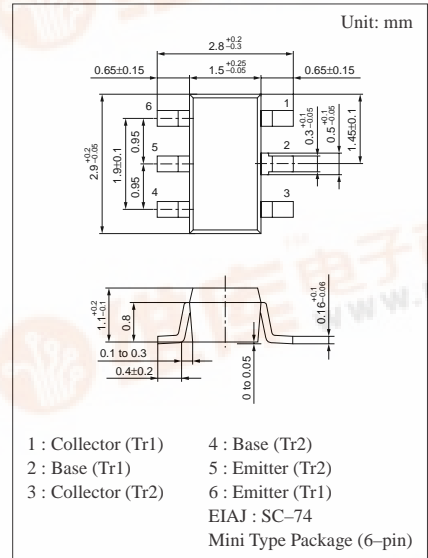 Unit: mm
2.8 +0.2 −0.3
0.65±0.15 1.5 +0.25 −0.05 0.65±0.15
6 1
5 2
4 3
2.9 +0.2 −0.05
1.9±0.1
0.95
0.95
0.3 +0.1 −0.05
0.5 +0.1 −0.05
1.45±0.1
1.1 +0.2 −0.1
0.8
0.16 +0.1 −0.06
0.1 to 0.3
0.4±0.2
0 to 0.05
1 : Collector (Tr1) 4 : Base (Tr2)
2 : Base (Tr1) 5 : Emitter (Tr2)
3 : Collector (Tr2) 6 : Emitter (Tr1)
EIAJ : SC–74
Mini Type Package (6–pin)